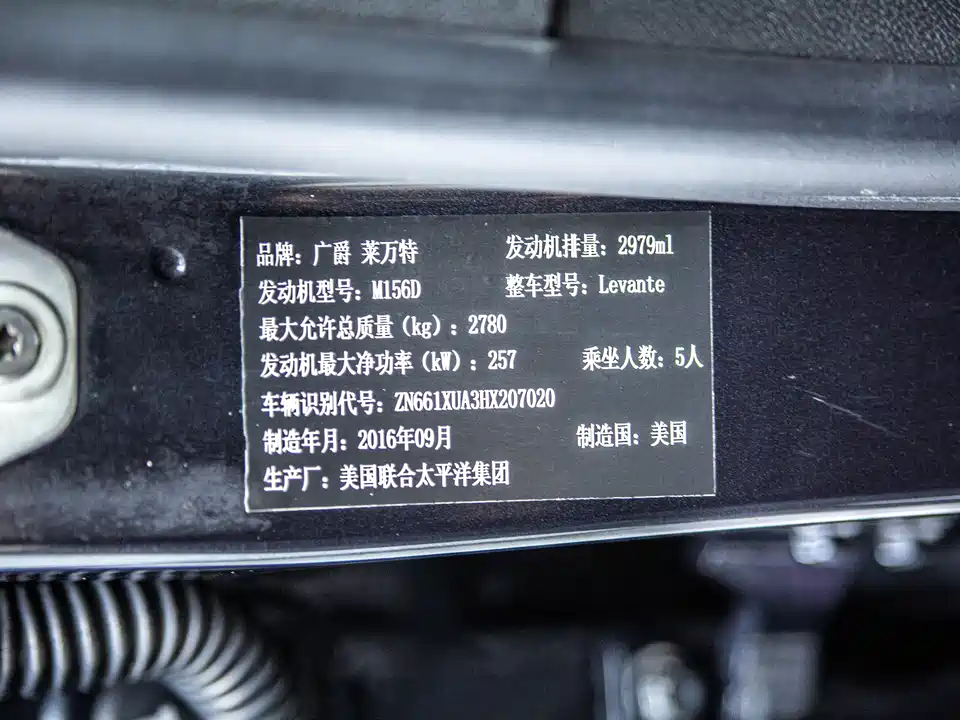 品牌：广爵 莱万特 发动机排量：2979ml
发动机型号：M156D 整车型号：Levante
最大允许总质量（kg）：2780
发动机最大净功率（kW）：257 乘坐人数：5人
车辆识别代号：ZN661XUA3HX207020
制造年月：2016年09月 制造国：美国
生产厂：美国联合太平洋集团